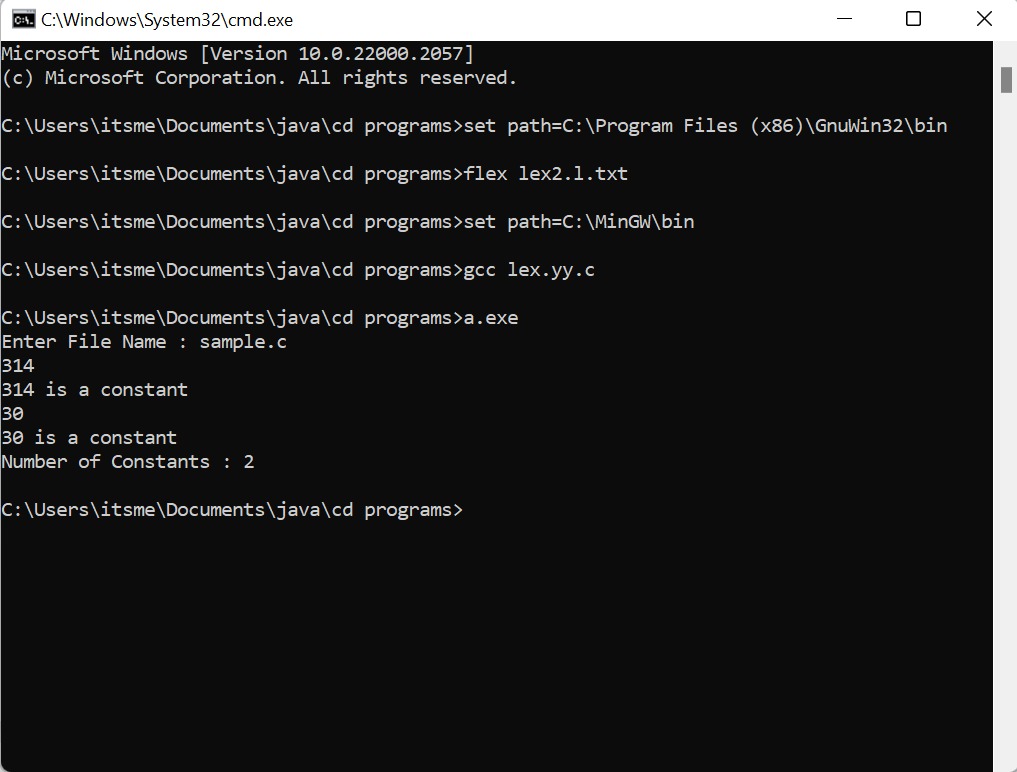 C:\Windows\System32\cmd.exe
Microsoft Windows [Version 10.0.22000.2057]
(c) Microsoft Corporation. All rights reserved.
C:\Users\itsme\Documents\java\cd programs>set path=C:\Program Files (x86)\GnuWin32\bin
C:\Users\itsme\Documents\java\cd programs>flex lex2.l.txt
C:\Users\itsme\Documents\java\cd programs>set path=C:\MinGW\bin
C:\Users\itsme\Documents\java\cd programs>gcc lex.yy.c
C:\Users\itsme\Documents\java\cd programs>a.exe
Enter File Name : sample.c
314
314 is a constant
30
30 is a constant
Number of Constants : 2
C:\Users\itsme\Documents\java\cd programs>